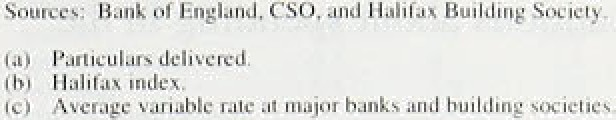 Sources: Bank of England, CSO, and Halifax Building Society.
(a) Particulars delivered.
(b) Halifax index.
(c) Average variable rate at major banks and building societies.